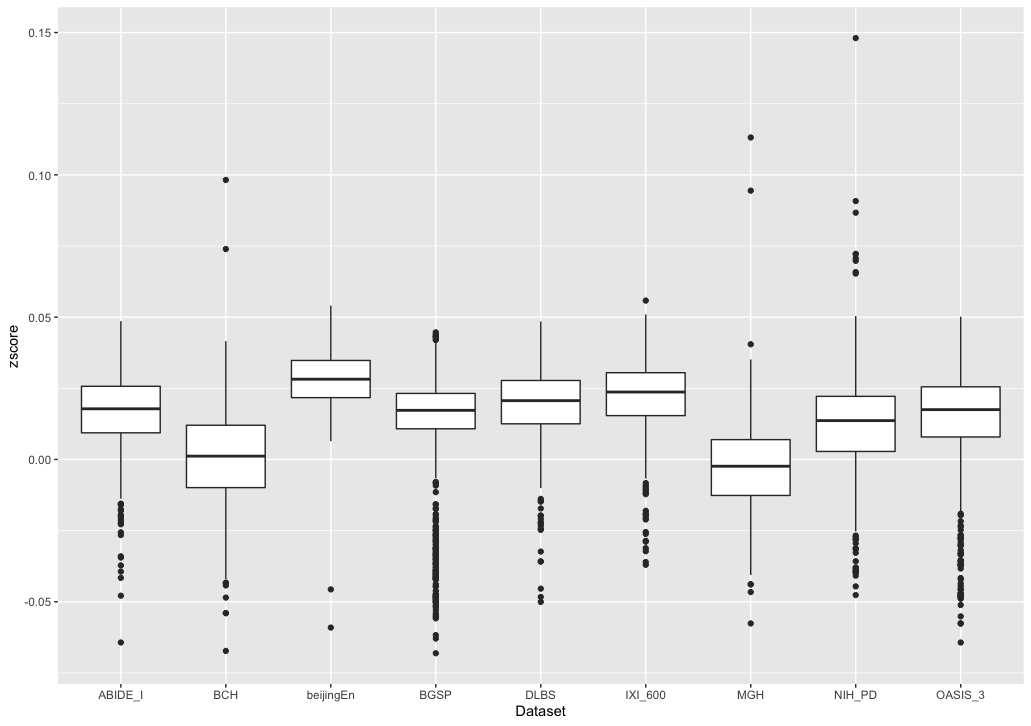 0.15
0.10
0.05
0.00
-0.05
zscore
ABIDE_I BCH beijingEn BGSP DLBS IXI_600 MGH NIH_PD OASIS_3
Dataset